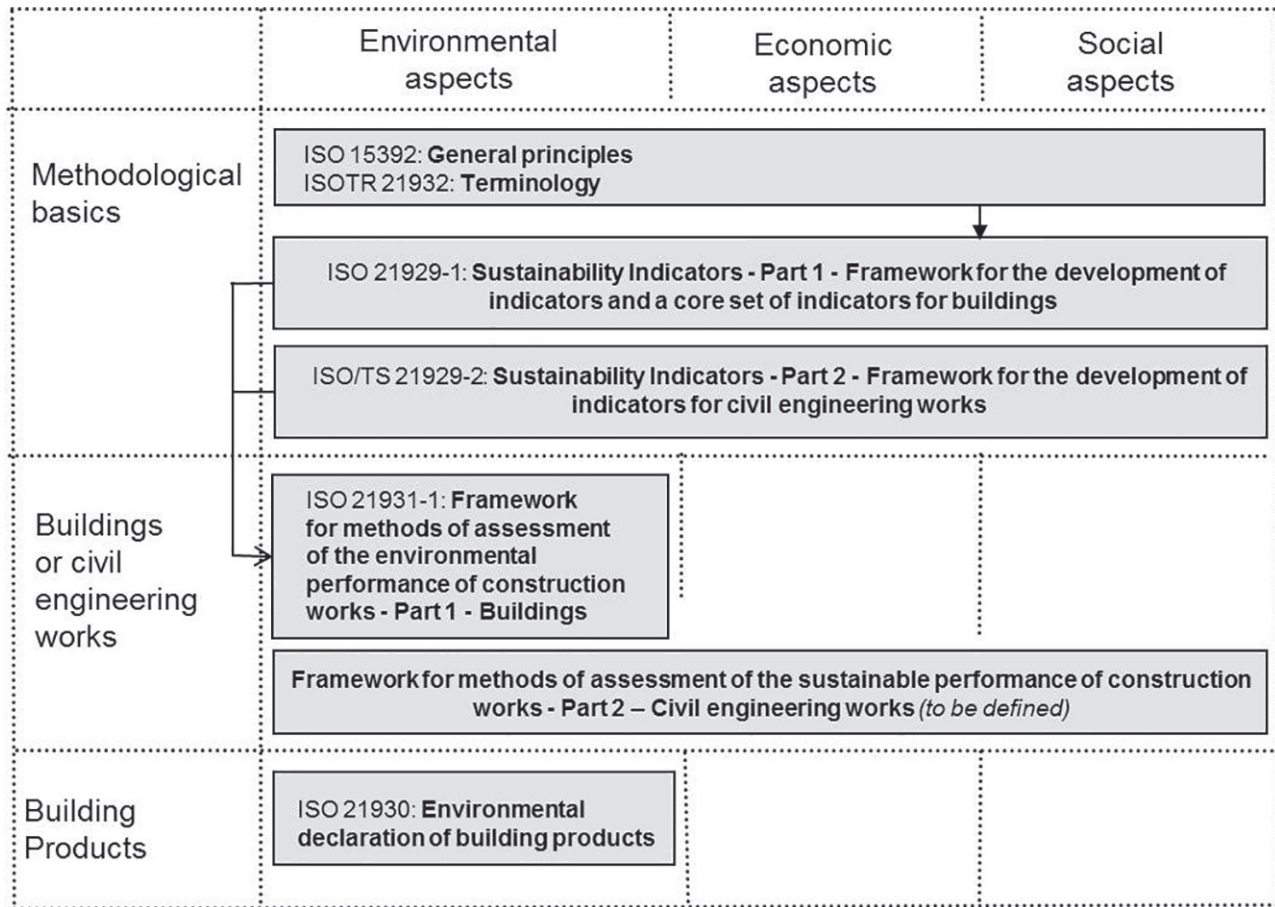 Environmental
aspects
Economic
aspects
Social
aspects
Methodological
basics
ISO 15392: General principles
ISOTR 21932: Terminology
ISO 21929-1: Sustainability Indicators - Part 1 - Framework for the development of
indicators and a core set of indicators for buildings
ISO/TS 21929-2: Sustainability Indicators - Part 2 - Framework for the development of
indicators for civil engineering works
Buildings
or civil
engineering
works
ISO 21931-1: Framework
for methods of assessment
of the environmental
performance of construction
works - Part 1 - Buildings
Framework for methods of assessment of the sustainable performance of construction
works - Part 2 – Civil engineering works (to be defined)
Building
Products
ISO 21930: Environmental
declaration of building products